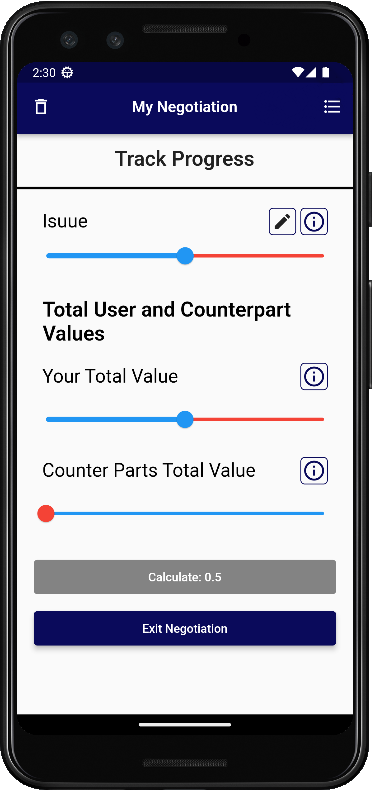 2:30
My Negotiation
Track Progress
Isuue
Total User and Counterpart
Values
Your Total Value
Counter Parts Total Value
Calculate: 0.5
Exit Negotiation